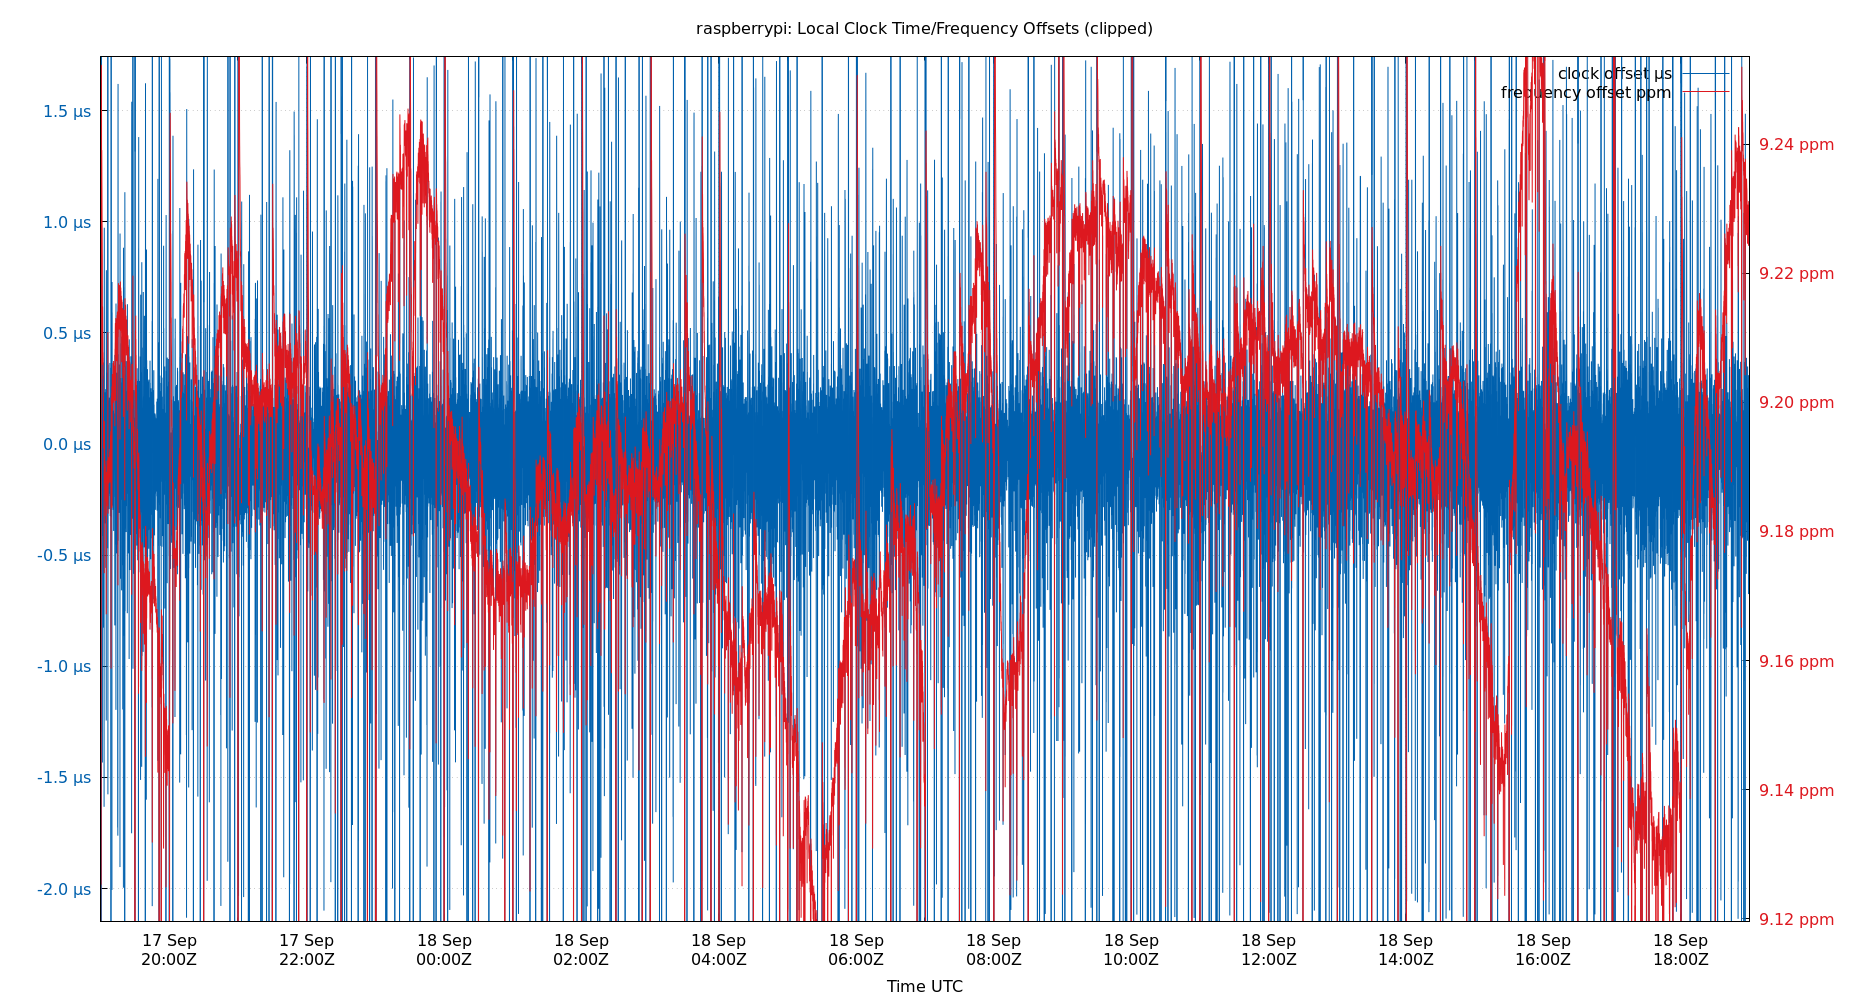 raspberrypi: Local Clock Time/Frequency Offsets (clipped)
clock offset µs
frequency offset ppm
1.5 µs
1.0 µs
0.5 µs
0.0 µs
-0.5 µs
-1.0 µs
-1.5 µs
-2.0 µs
9.24 ppm
9.22 ppm
9.20 ppm
9.18 ppm
9.16 ppm
9.14 ppm
9.12 ppm
17 Sep 17 Sep 18 Sep 18 Sep 18 Sep 18 Sep 18 Sep 18 Sep 18 Sep 18 Sep 18 Sep 18 Sep
20:00Z 22:00Z 00:00Z 02:00Z 04:00Z 06:00Z 08:00Z 10:00Z 12:00Z 14:00Z 16:00Z 18:00Z
Time UTC